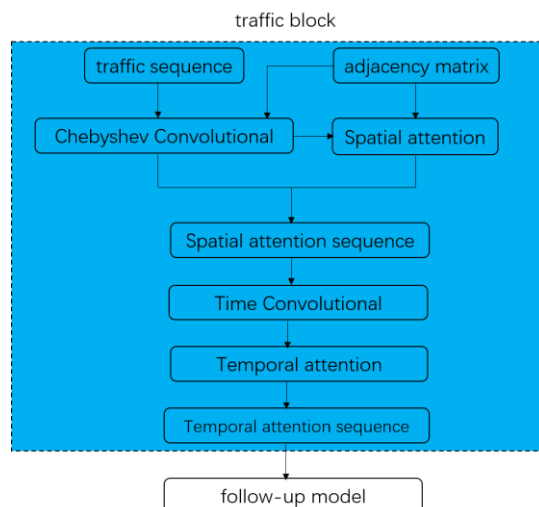 traffic block
traffic sequence
adjacency matrix
Chebyshev Convolutional
Spatial attention
Spatial attention sequence
Time Convolutional
Temporal attention
Temporal attention sequence
follow-up model